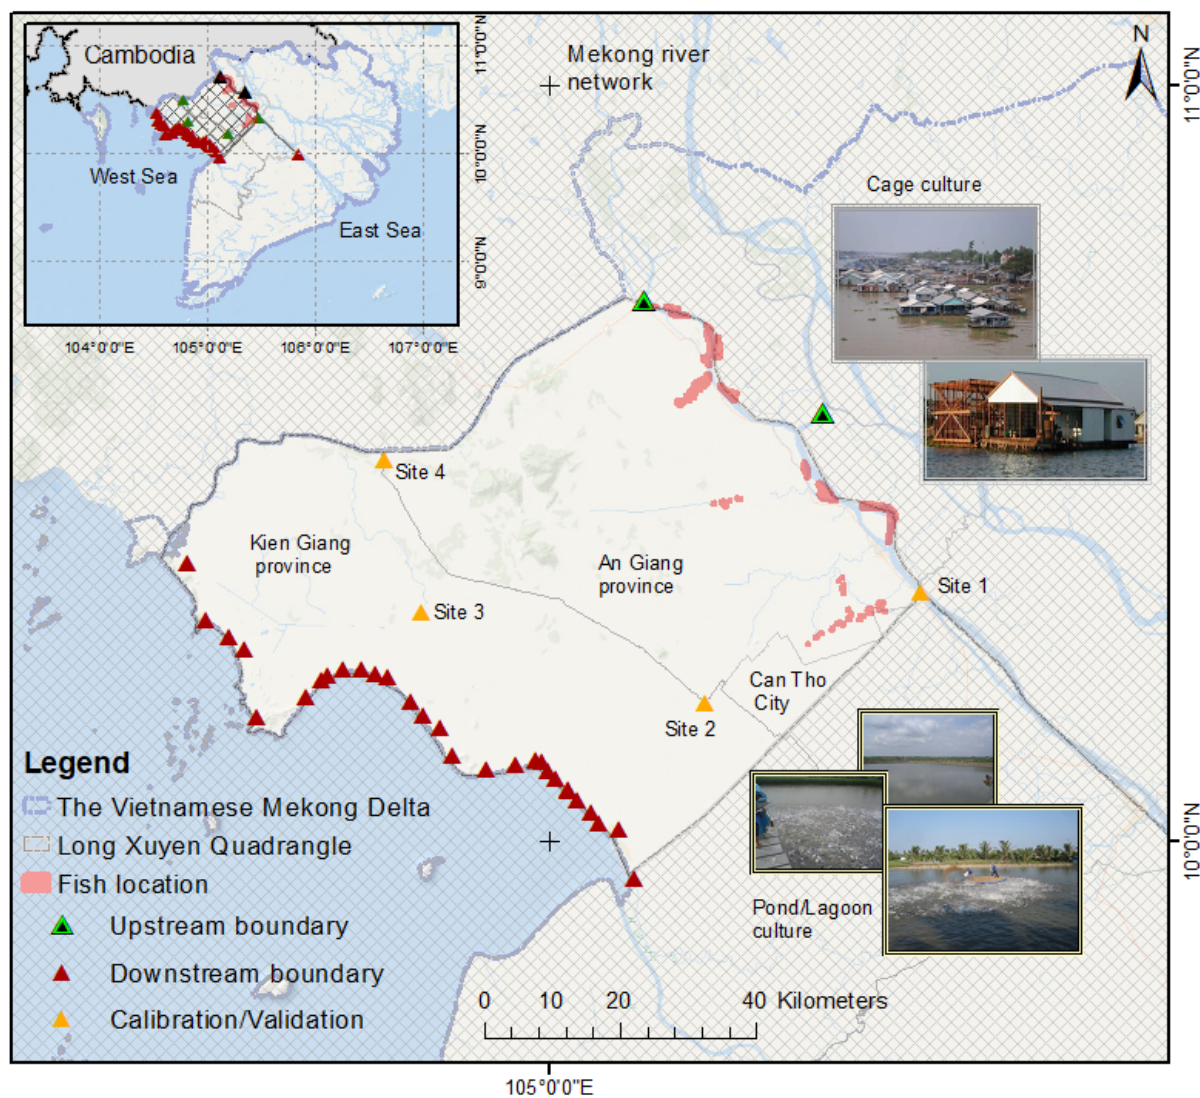 Cambodia
West Sea
East Sea
11°0'0"N
10°0'0"N
9°0'0"N
104°0'0"E
105°0'0"E
106°0'0"E
107°0'0"E
Mekong river
network
N
11°0'0"N
Cage culture
Site 4
Kien Giang
province
An Giang
province
Site 1
Site 3
Can Tho
City
Site 2
Legend
The Vietnamese Mekong Delta
Long Xuyen Quadrangle
Fish location
Upstream boundary
Downstream boundary
Calibration/Validation
10°0'0"N
Pond/Lagoon
culture
0 10 20 40 Kilometers
105°0'0"E